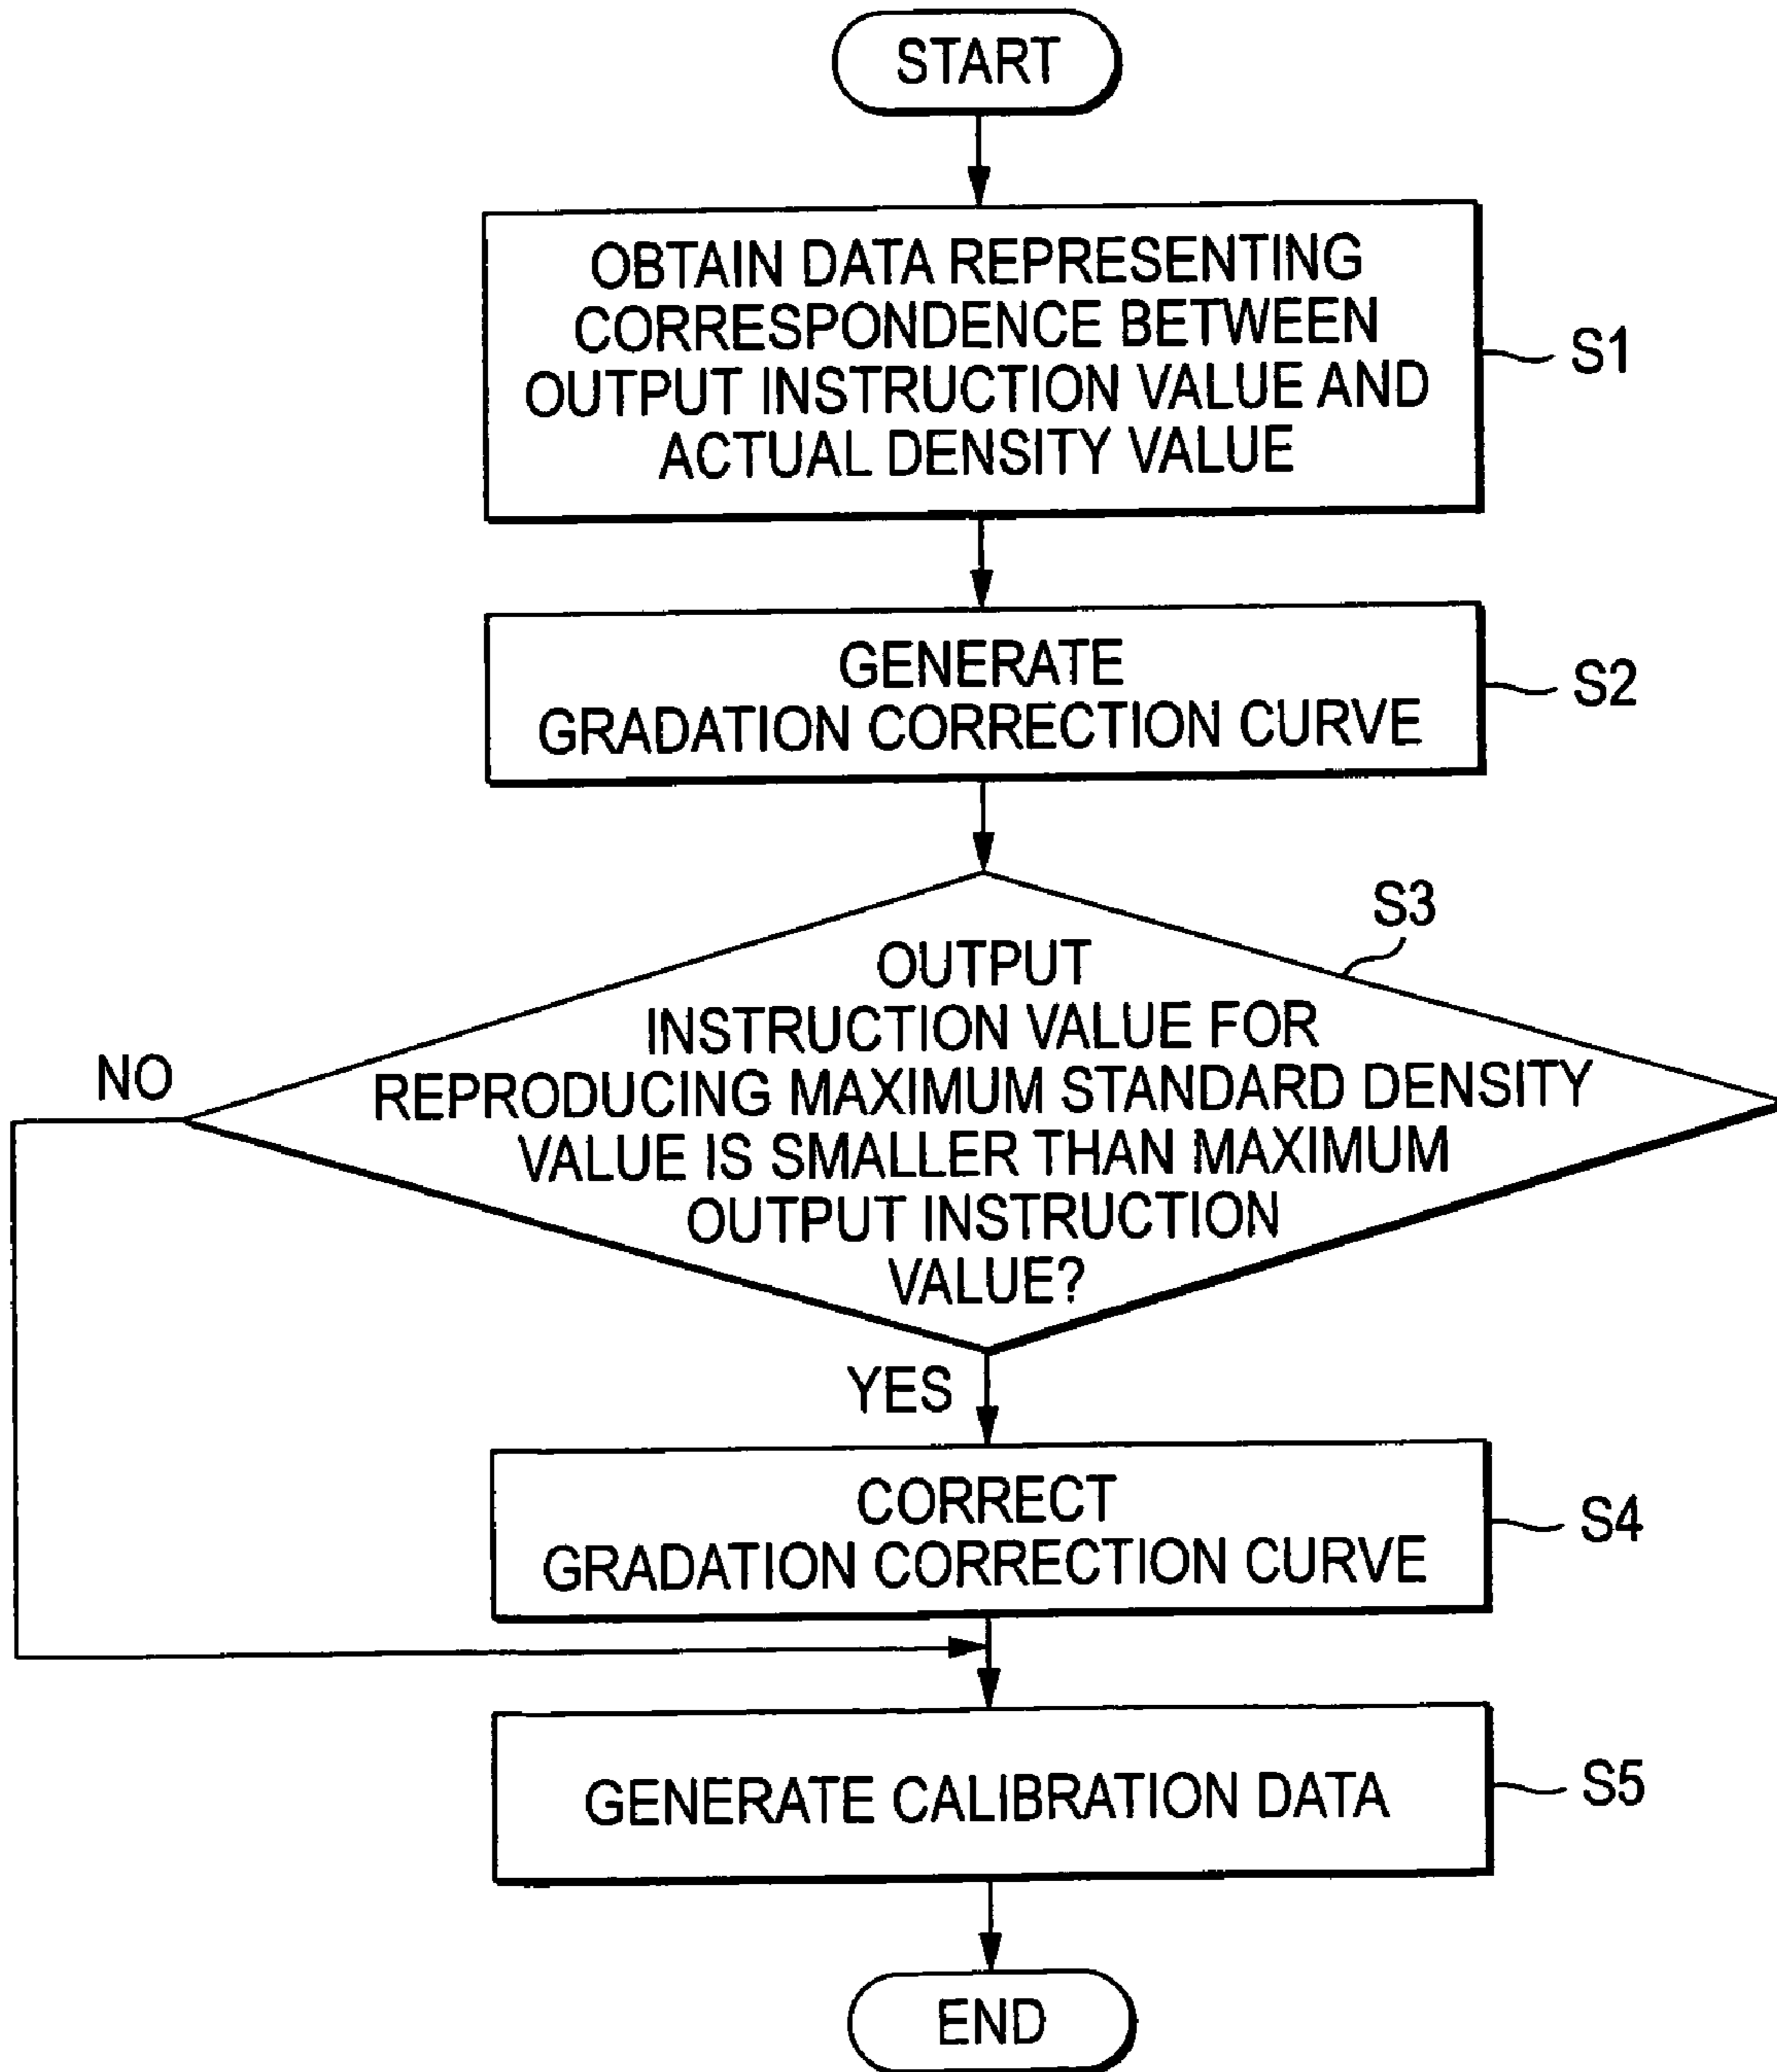 START
OBTAIN DATA REPRESENTING
CORRESPONDENCE BETWEEN
OUTPUT INSTRUCTION VALUE AND
ACTUAL DENSITY VALUE
S1
GENERATE
GRADATION CORRECTION CURVE
S2
S3
OUTPUT
INSTRUCTION VALUE FOR
REPRODUCING MAXIMUM STANDARD DENSITY
VALUE IS SMALLER THAN MAXIMUM
OUTPUT INSTRUCTION
VALUE?
NO
YES
CORRECT
GRADATION CORRECTION CURVE
S4
GENERATE CALIBRATION DATA
S5
END